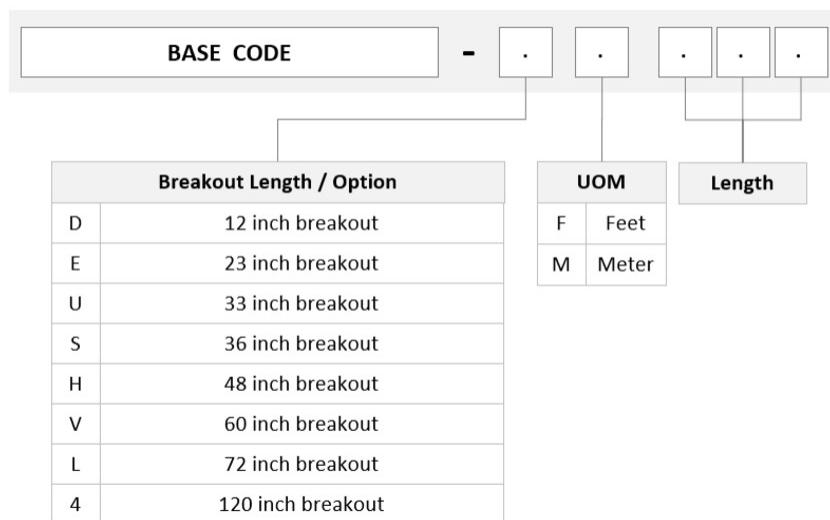 BASE CODE - . . . . .
Breakout Length / Option
D 12 inch breakout
E 23 inch breakout
U 33 inch breakout
S 36 inch breakout
H 48 inch breakout
V 60 inch breakout
L 72 inch breakout
4 120 inch breakout
UOM
F Feet
M Meter
Length